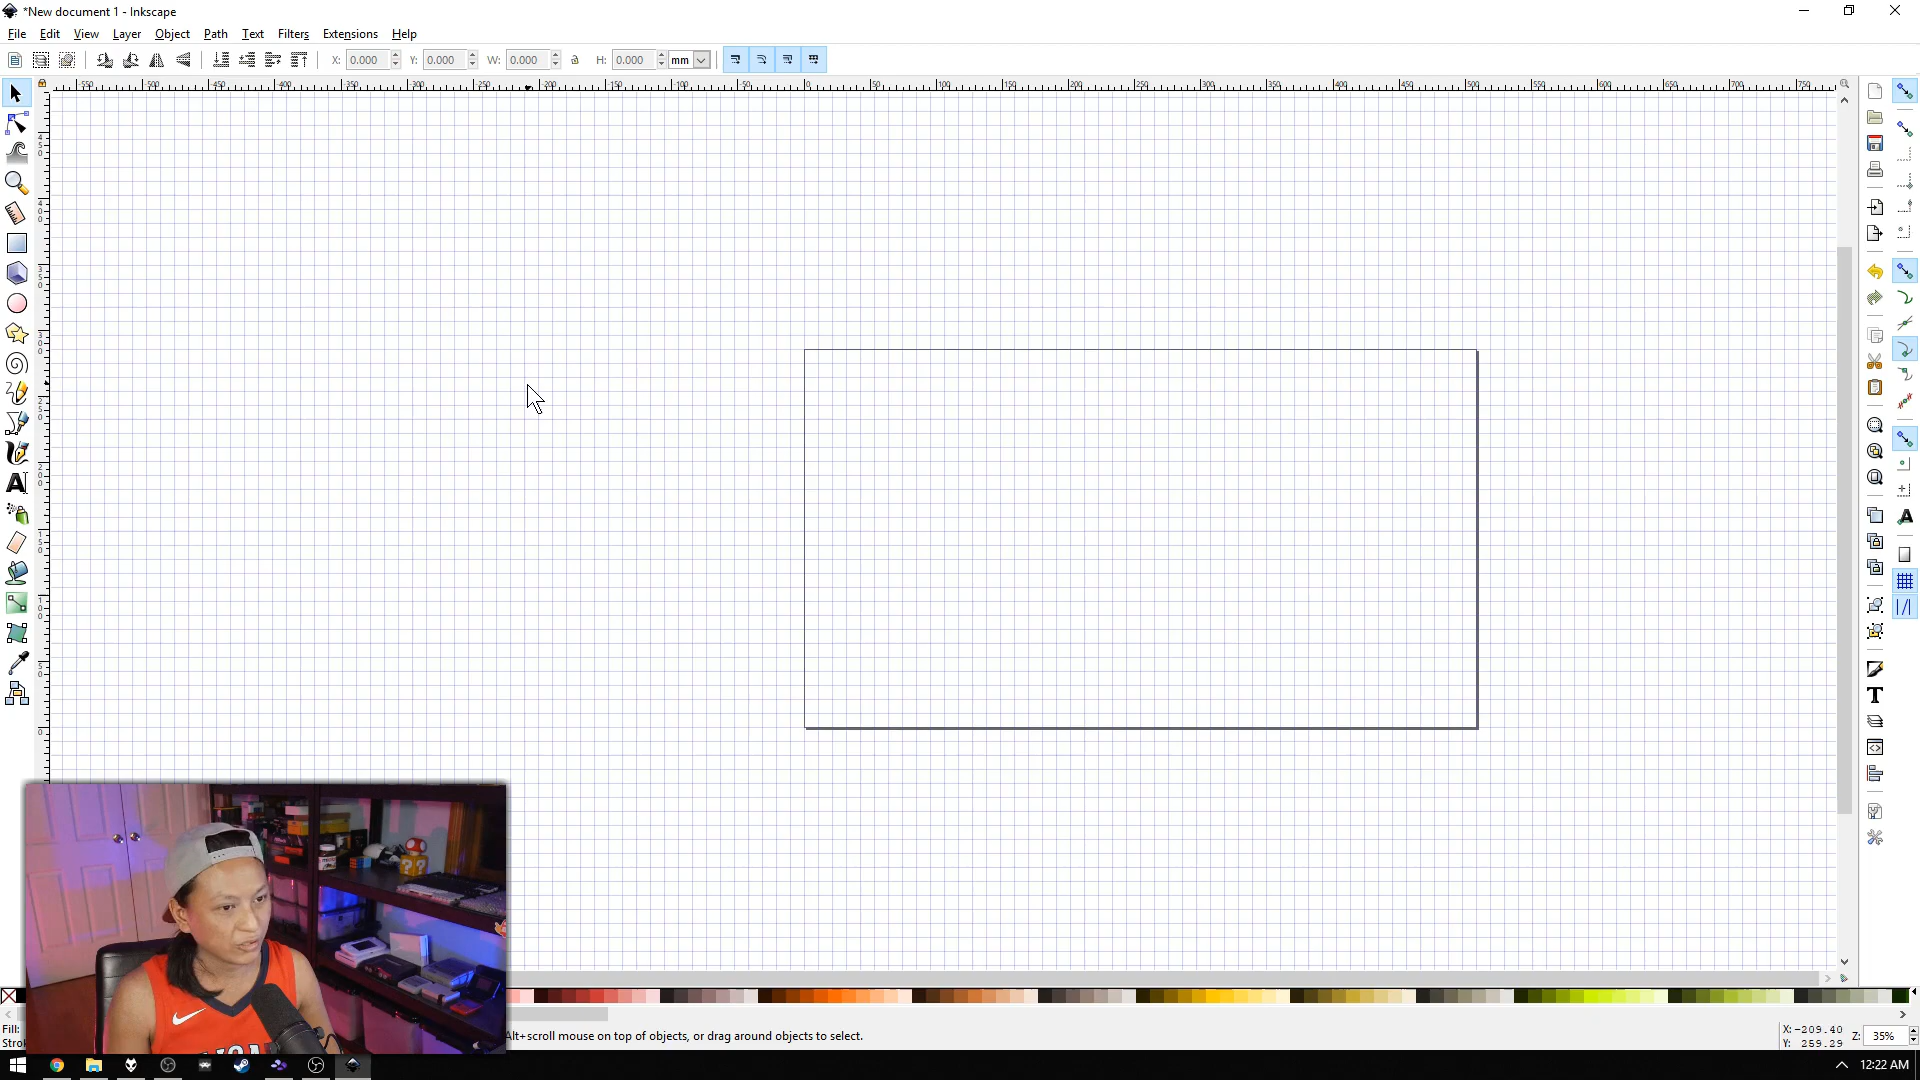 *New document 1 - Inkscape
File Edit View Layer Object Path Text Filters Extensions Help
X: 0.000 Y: 0.000 W: 0.000 H: 0.000 mm
Alt+scroll mouse on top of objects, or drag around objects to select.
Fill:
X: -209.40
Y: 259.29
Z: 35%
12:22 AM